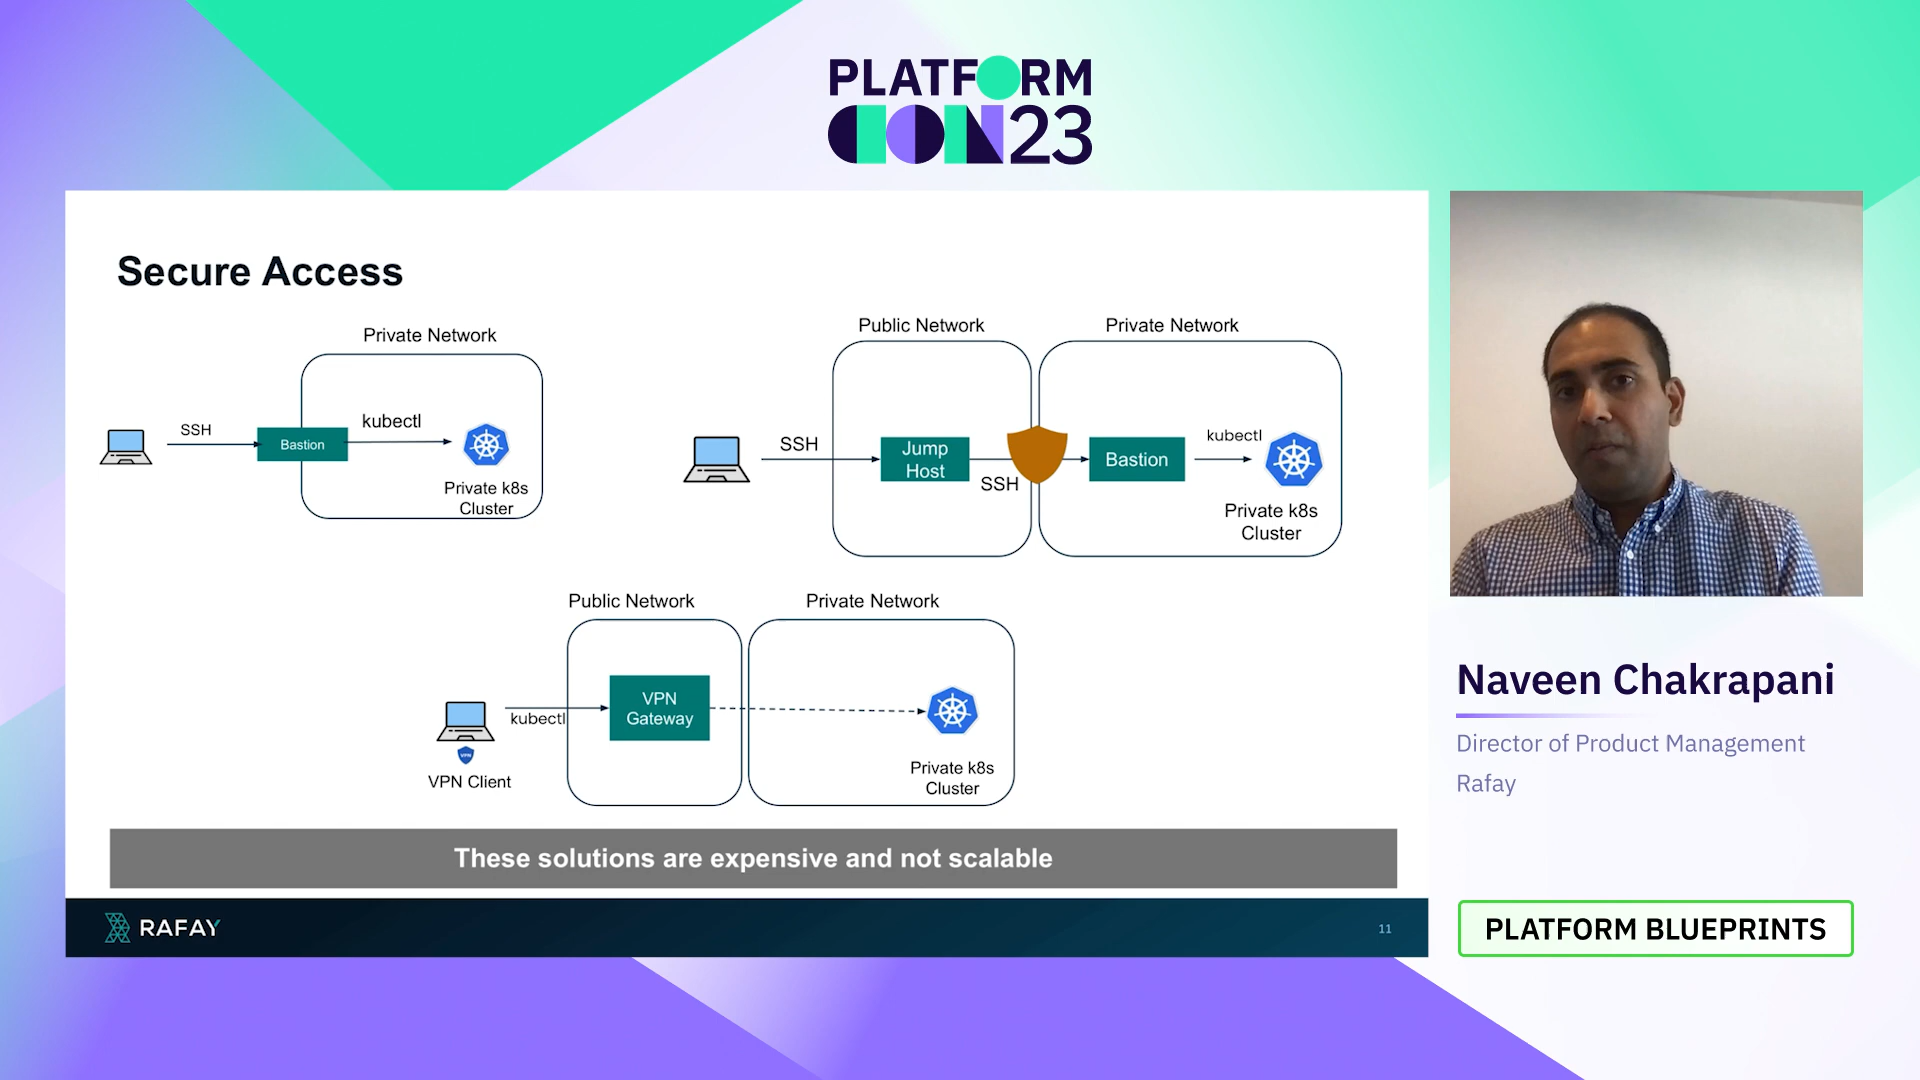 PLATFORM
CON23
Secure Access
Private Network
SSH
Bastion
kubectl
Private k8s
Cluster
Public Network
Private Network
SSH
Jump
Host
SSH
Bastion
kubectl
Private k8s
Cluster
Public Network
Private Network
kubectl
VPN
Gateway
VPN
VPN Client
Private k8s
Cluster
These solutions are expensive and not scalable
RAFAY
11
Naveen Chakrapani
Director of Product Management
Rafay
PLATFORM BLUEPRINTS